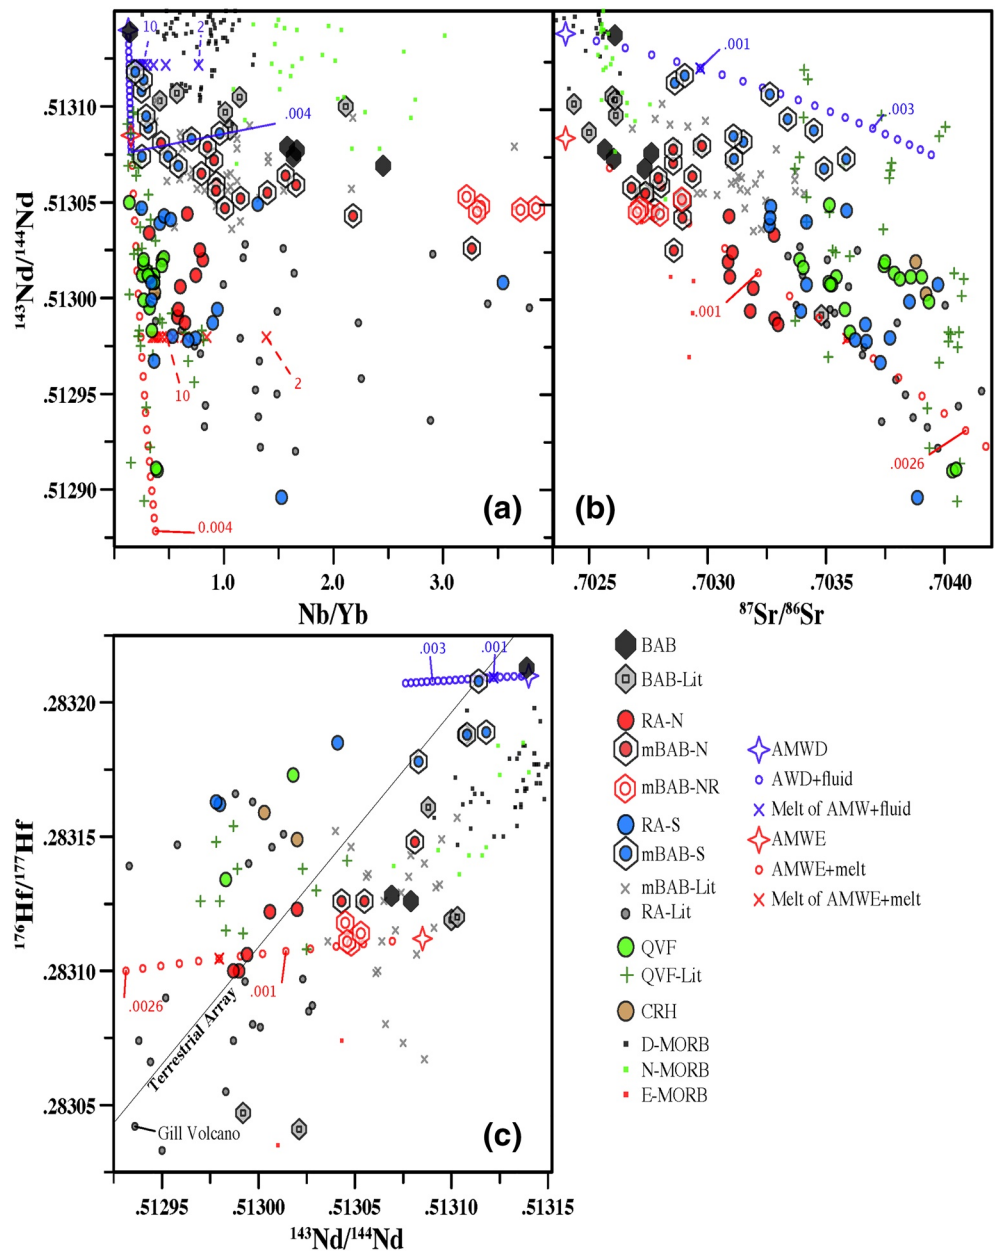 10
2
.001
.51310
.004
.003
¹⁴³Nd/¹⁴⁴Nd
.51305
.51300
.001
10
2
.51295
.0026
.51290
(a)
(b)
0.004
1.0
2.0
3.0
.7025
.7030
.7035
.7040
Nb/Yb
⁸⁷Sr/⁸⁶Sr
.003
.001
.28320
.28315
¹⁷⁶Hf/¹⁷⁷Hf
.28310
.0026
.001
Terrestrial Array
.28305
Gill Volcano
(c)
.51295
.51300
.51305
.51310
.51315
¹⁴³Nd/¹⁴⁴Nd
BAB
BAB-Lit
RA-N
mBAB-N
mBAB-NR
RA-S
mBAB-S
mBAB-Lit
RA-Lit
QVF
QVF-Lit
CRH
D-MORB
N-MORB
E-MORB
AMWD
AWD+fluid
Melt of AMW+fluid
AMWE
AMWE+melt
Melt of AMWE+melt